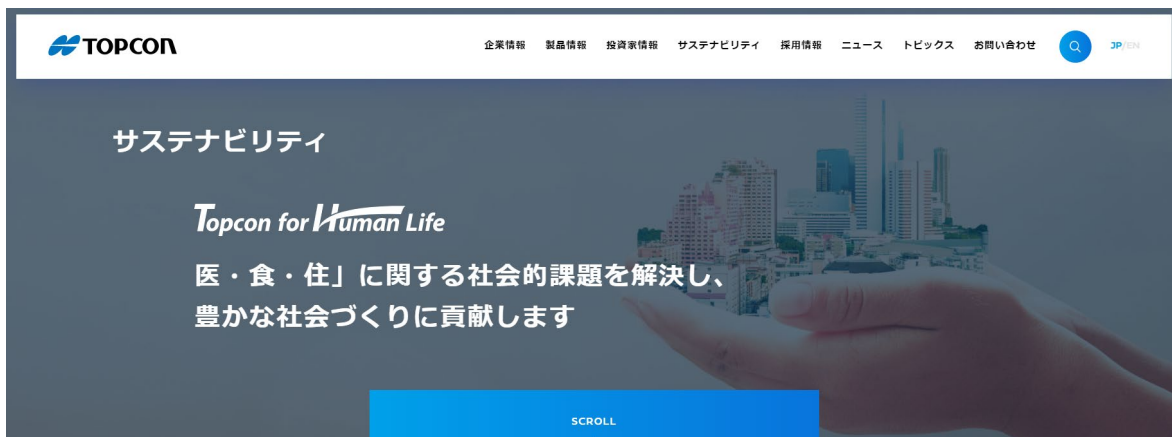 TOPCON
企業情報 製品情報 投資家情報 サステナビリティ 採用情報 ニュース トピックス お問い合わせ JP/EN
サステナビリティ
Topcon for Human Life
医・食・住」に関する社会的課題を解決し、
豊かな社会づくりに貢献します
SCROLL